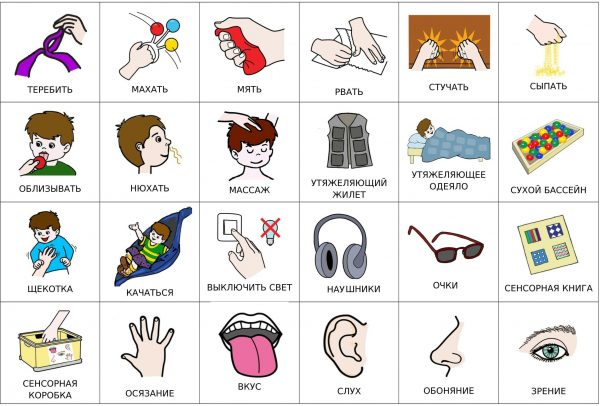 ТЕРЕБИТЬ
МАХАТЬ
МЯТЬ
РВАТЬ
СТУЧАТЬ
СЫПАТЬ
ОБЛИЗЫВАТЬ
НЮХАТЬ
МАССАЖ
УТЯЖЕЛЯЮЩИЙ
ЖИЛЕТ
УТЯЖЕЛЯЮЩЕЕ
ОДЕЯЛО
СУХОЙ БАССЕЙН
ЩЕКОТКА
КАЧАТЬСЯ
ВЫКЛЮЧИТЬ СВЕТ
НАУШНИКИ
ОЧКИ
СЕНСОРНАЯ КНИГА
СЕНСОРНАЯ
КОРОБКА
ОСЯЗАНИЕ
ВКУС
СЛУХ
ОБОНЯНИЕ
ЗРЕНИЕ